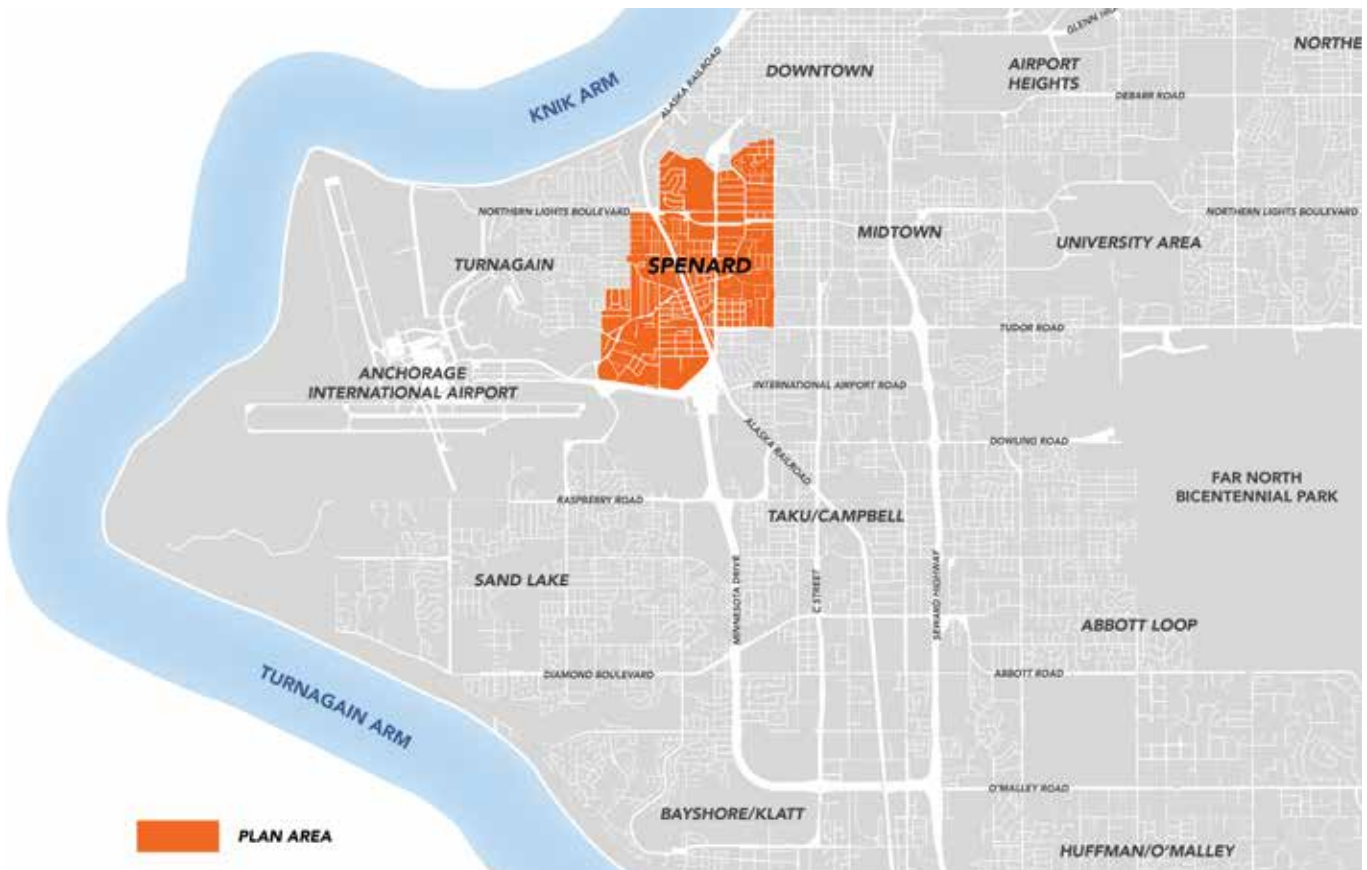 GLENN HIG
NORTHE
DOWNTOWN
AIRPORT
HEIGHTS
DEBARR ROAD
KNIK ARM
ALASKA RAILROAD
NORTHERN LIGHTS BOULEVARD
NORTHERN LIGHTS BOULEVARD
MIDTOWN
UNIVERSITY AREA
TURNAGAIN
SPENARD
TUDOR ROAD
ANCHORAGE
INTERNATIONAL AIRPORT
INTERNATIONAL AIRPORT ROAD
ALASKA RAILROAD
DOWLING ROAD
FAR NORTH
BICENTENNIAL PARK
RASPBERRY ROAD
TAKU/CAMPBELL
SAND LAKE
MINNESOTA DRIVE
C STREET
SEWARD HIGHWAY
ABBOTT LOOP
DIAMOND BOULEVARD
ABBOTT ROAD
TURNAGAIN ARM
O'MALLEY ROAD
BAYSHORE/KLATT
PLAN AREA
HUFFMAN/O'MALLEY